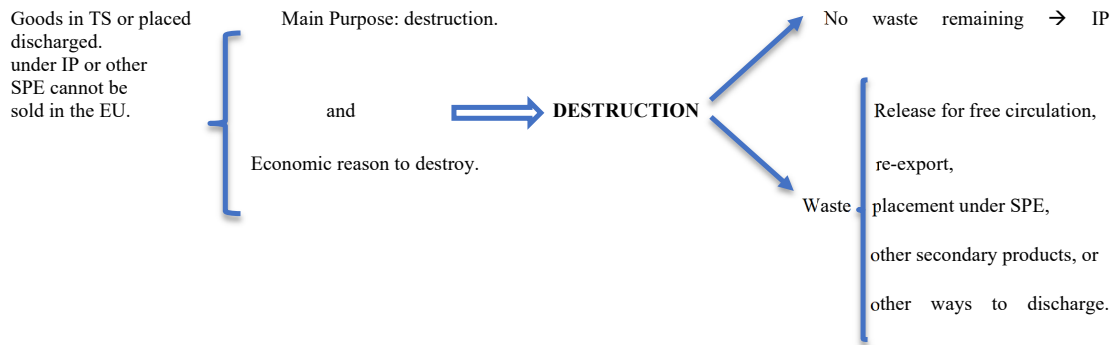 Goods in TS or placed
discharged.
under IP or other
SPE cannot be
sold in the EU.
Main Purpose: destruction.
and
Economic reason to destroy.
DESTRUCTION
No waste remaining → IP
Waste
Release for free circulation,
re-export,
placement under SPE,
other secondary products, or
other ways to discharge.